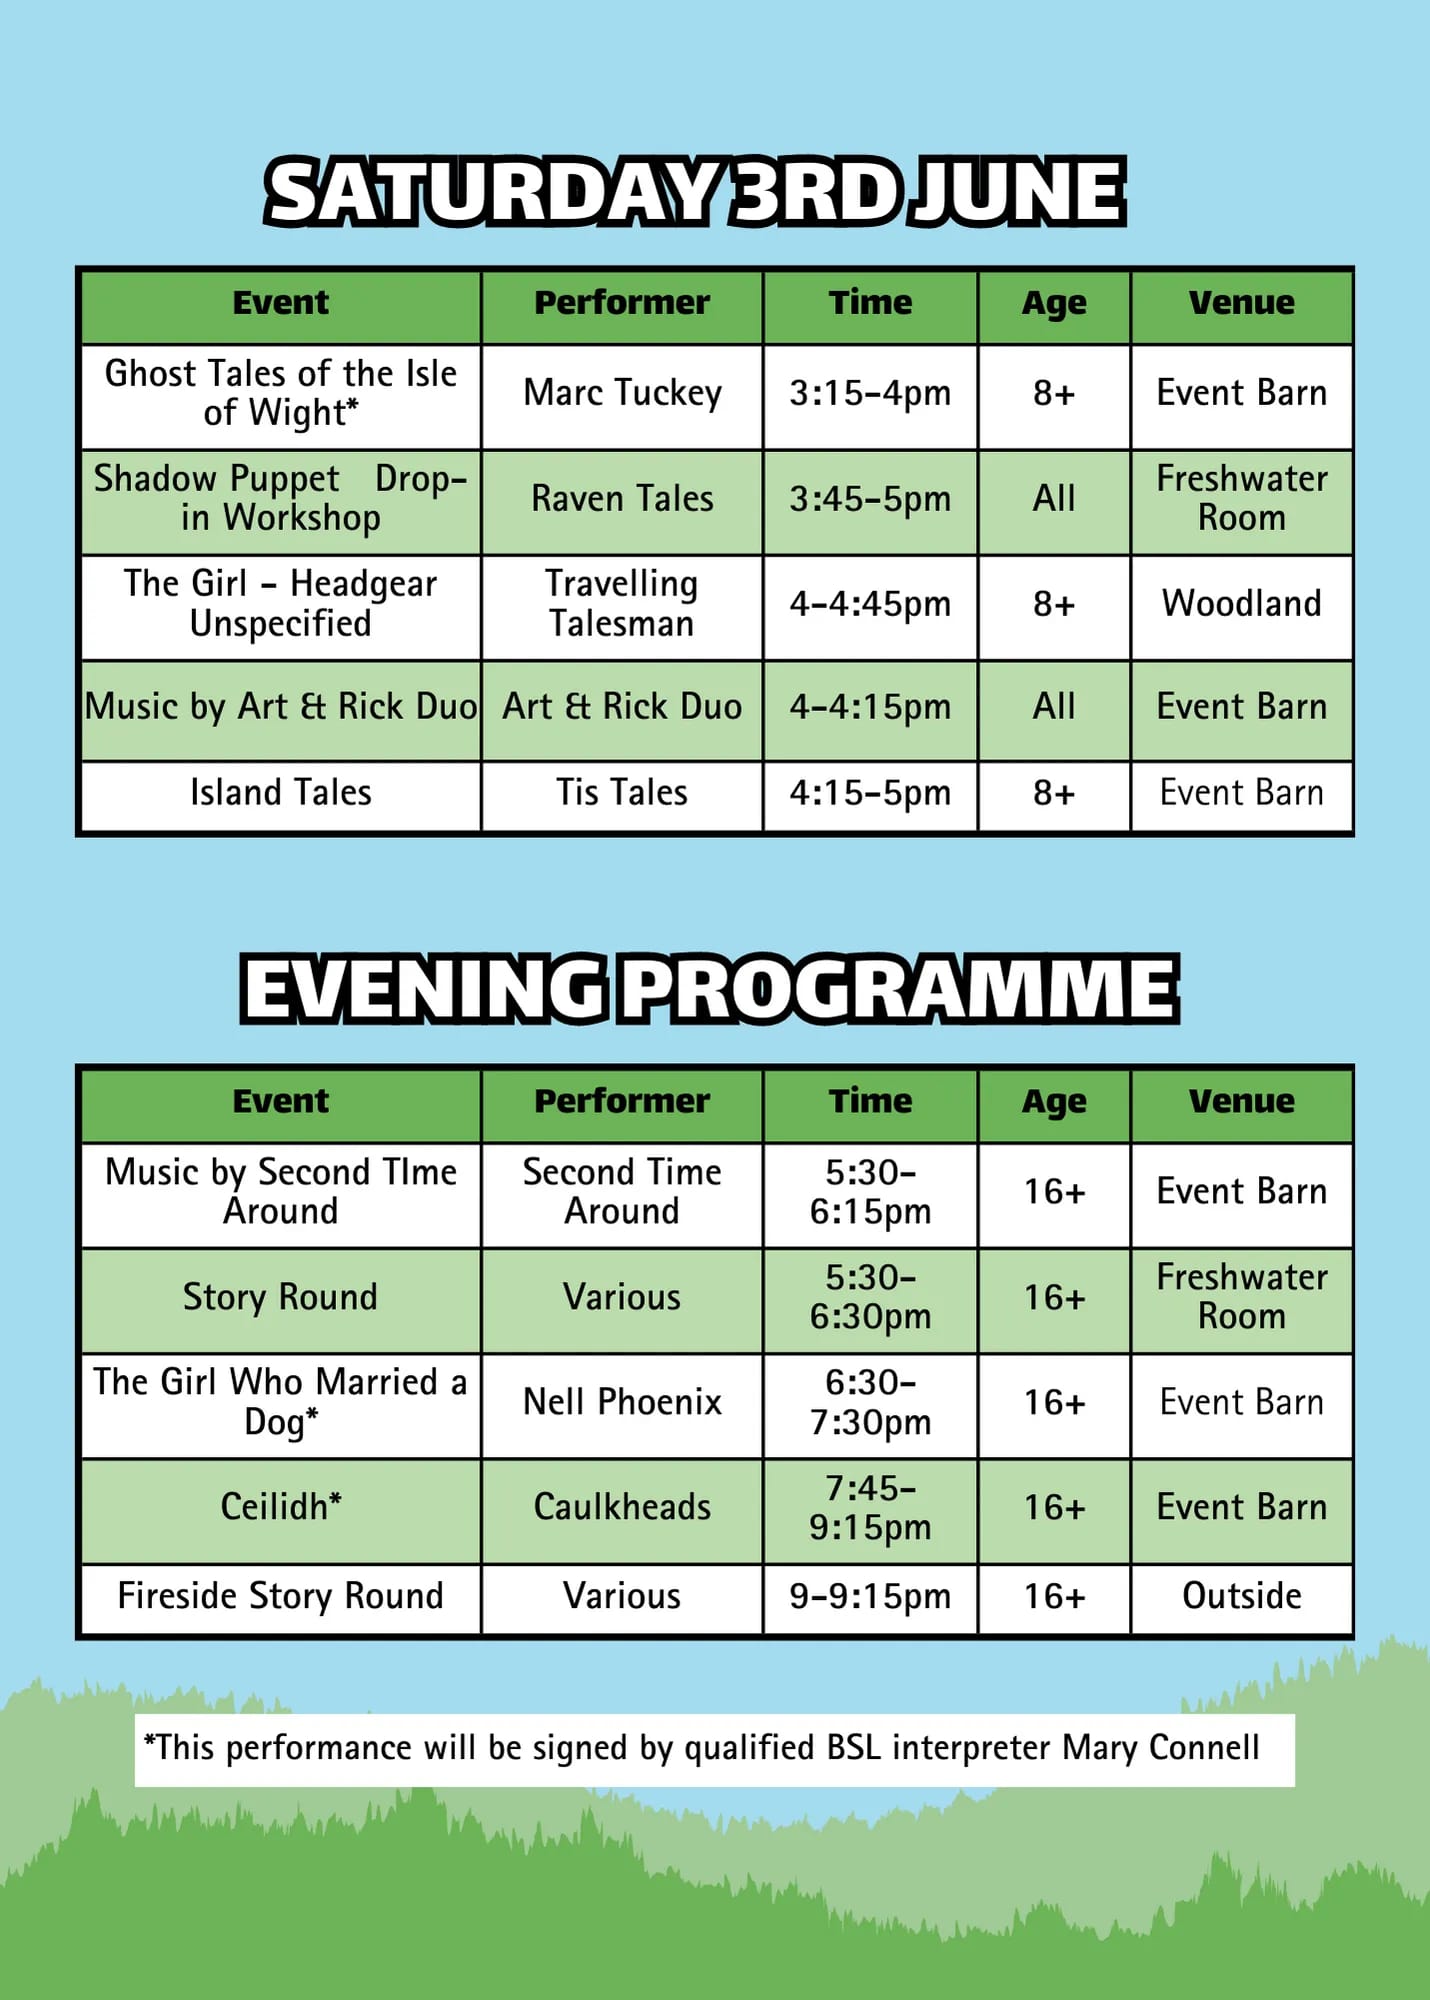 SATURDAY 3RD JUNE
Event Performer Time Age Venue
Ghost Tales of the Isle
of Wight*
Marc Tuckey
3:15-4pm
8+
Event Barn
Shadow Puppet Drop-
in Workshop
Raven Tales
3:45-5pm
All
Freshwater
Room
The Girl - Headgear
Unspecified
Travelling
Talesman
4-4:45pm
8+
Woodland
Music by Art & Rick Duo
Art & Rick Duo
4-4:15pm
All
Event Barn
Island Tales
Tis Tales
4:15-5pm
8+
Event Barn
EVENING PROGRAMME
Event Performer Time Age Venue
Music by Second TIme
Around
Second Time
Around
5:30-
6:15pm
16+
Event Barn
Story Round
Various
5:30-
6:30pm
16+
Freshwater
Room
The Girl Who Married a
Dog*
Nell Phoenix
6:30-
7:30pm
16+
Event Barn
Ceilidh*
Caulkheads
7:45-
9:15pm
16+
Event Barn
Fireside Story Round
Various
9-9:15pm
16+
Outside
*This performance will be signed by qualified BSL interpreter Mary Connell